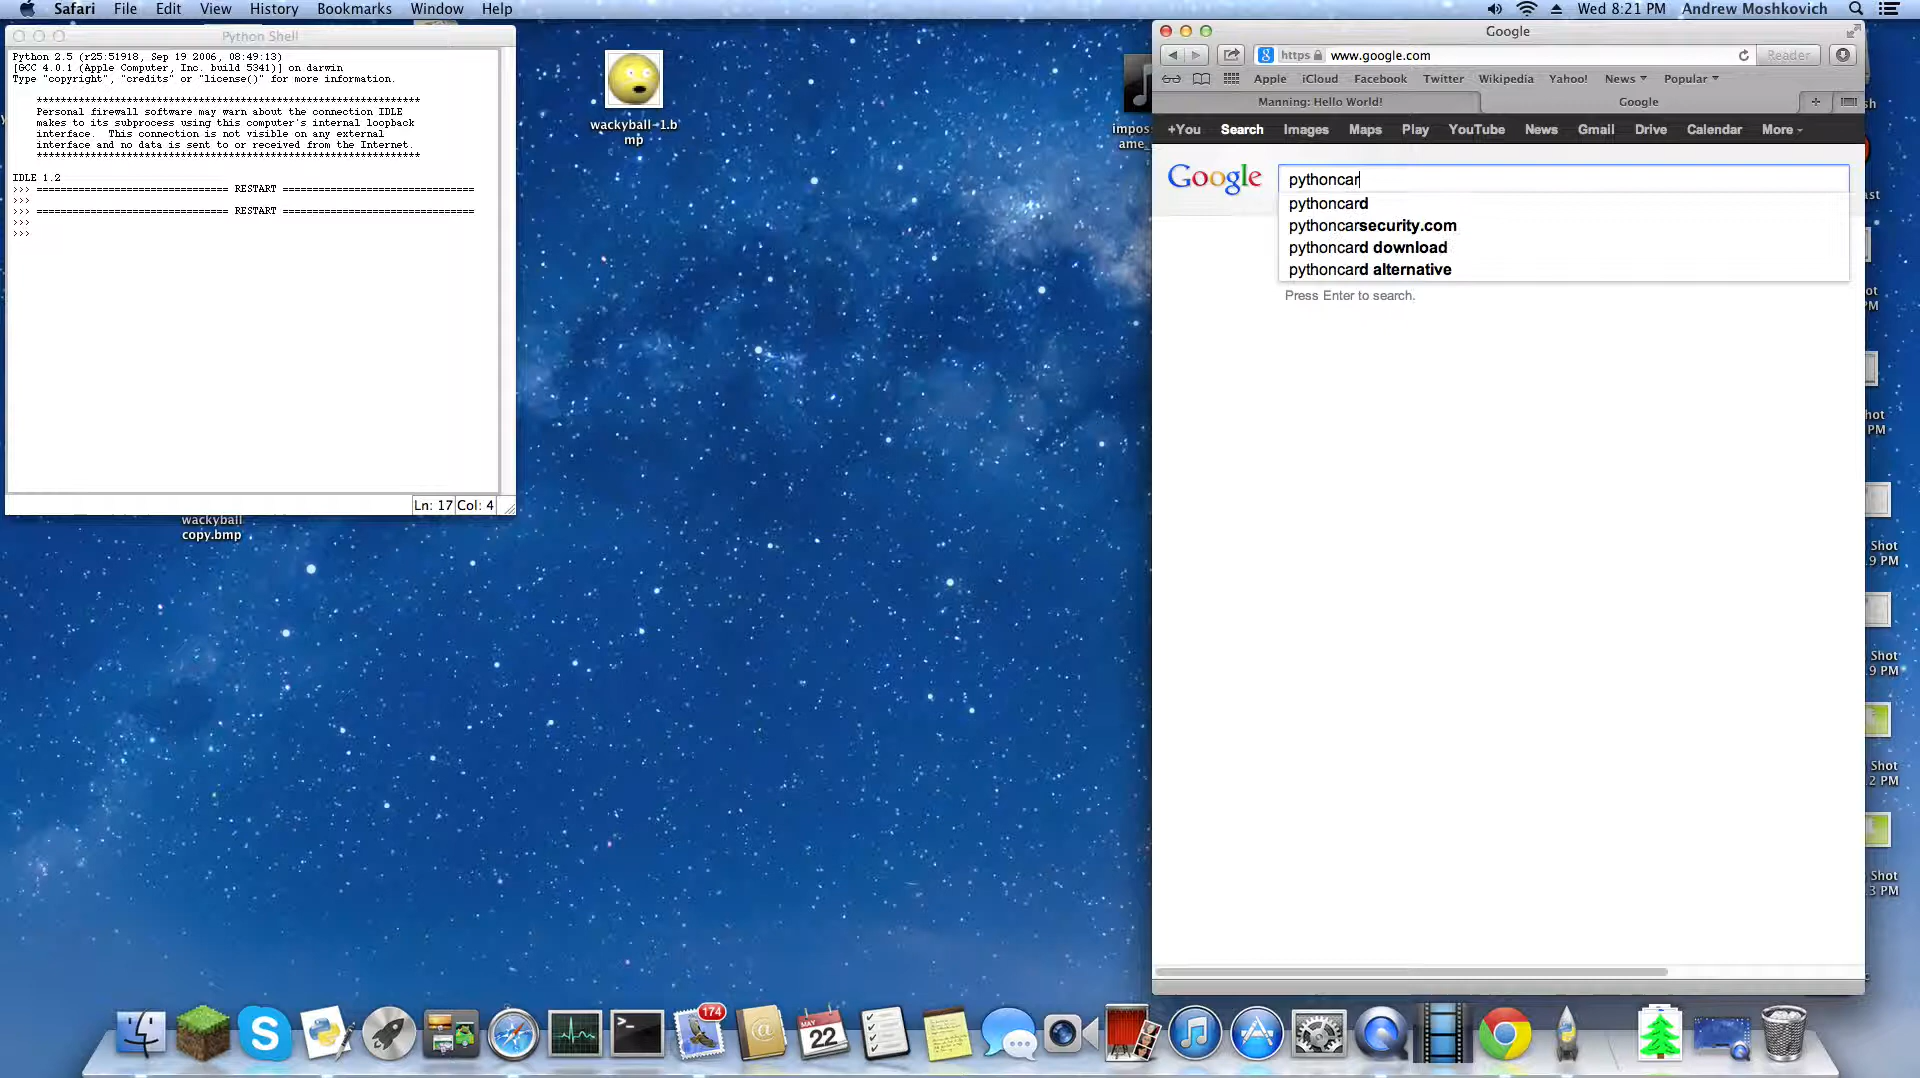 Safari File Edit View History Bookmarks Window Help
Wed 8:21 PM Andrew Moshkovich
Python Shell
Python 2.5 (r25:51918, Sep 19 2006, 08:49:13)
[GCC 4.0.1 (Apple Computer, Inc. build 5341)] on darwin
Type "copyright", "credits" or "license()" for more information.
****************************************************************
Personal firewall software may warn about the connection IDLE
makes to its subprocess using this computer's internal loopback
interface. This connection is not visible on any external
interface and no data is sent to or received from the Internet.
****************************************************************
IDLE 1.2
>>> ================================ RESTART ================================
>>>
>>> ================================ RESTART ================================
>>>
>>>
Ln: 17 Col: 4
wackyball
copy.bmp
wackyball-1.b
mp
impos
ame_
Google
https www.google.com
Reader
Apple iCloud Facebook Twitter Wikipedia Yahoo! News Popular
Manning: Hello World!
Google
+You Search Images Maps Play YouTube News Gmail Drive Calendar More
Google
pythoncar
pythoncard
pythoncarsecurity.com
pythoncard download
pythoncard alternative
Press Enter to search.
Shot
9 PM
Shot
9 PM
Shot
2 PM
Shot
3 PM
174
MAY
22